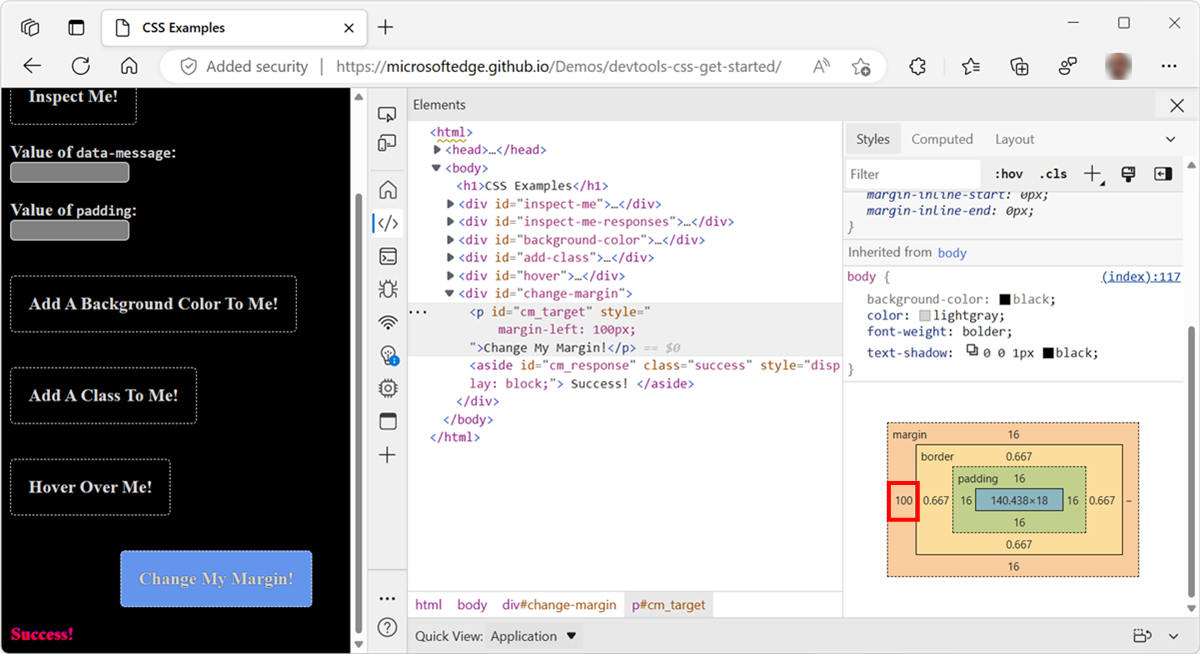 CSS Examples
Added security | https://microsoftedge.github.io/Demos/devtools-css-get-started/
Inspect Me!
Value of data-message:
Value of padding:
Add A Background Color To Me!
Add A Class To Me!
Hover Over Me!
Change My Margin!
Success!
Elements
<html>
<head>…</head>
<body>
<h1>CSS Examples</h1>
<div id="inspect-me">…</div>
<div id="inspect-me-responses">…</div>
<div id="background-color">…</div>
<div id="add-class">…</div>
<div id="hover">…</div>
<div id="change-margin">
<p id="cm_target" style="
margin-left: 100px;
">Change My Margin!</p> == $0
<aside id="cm_response" class="success" style="disp
lay: block;"> Success! </aside>
</div>
</body>
</html>
html body div#change-margin p#cm_target
Quick View: Application
Styles Computed Layout
Filter :hov .cls
margin-inline-start: 0px;
margin-inline-end: 0px;
}
Inherited from body
body { (index):117
background-color: black;
color: lightgray;
font-weight: bolder;
text-shadow: 0 0 1px black;
}
margin 16
border 0.667
padding 16
100 0.667 16 140.438×18 16 0.667 –
16
0.667
16